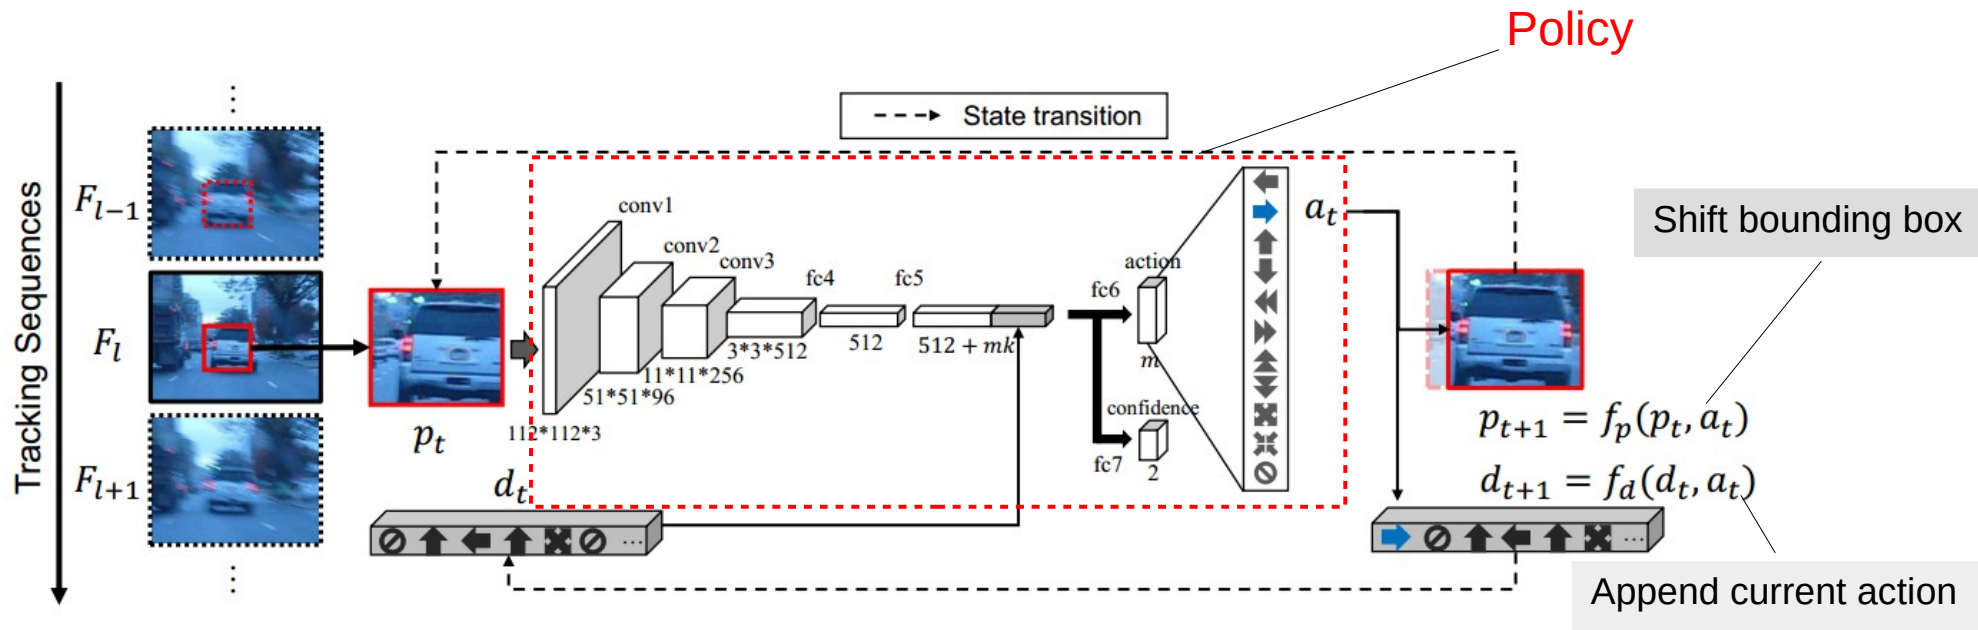 Policy
State transition
Tracking Sequences
⋮
F_{l−1}
F_l
F_{l+1}
⋮
p_t
d_t
conv1
conv2
conv3
fc4
fc5
112*112*3
51*51*96
11*11*256
3*3*512
512
512 + mk
fc6
fc7
action
m
confidence
2
a_t
Shift bounding box
p_{t+1} = f_p(p_t, a_t)
d_{t+1} = f_d(d_t, a_t)
...
...
Append current action